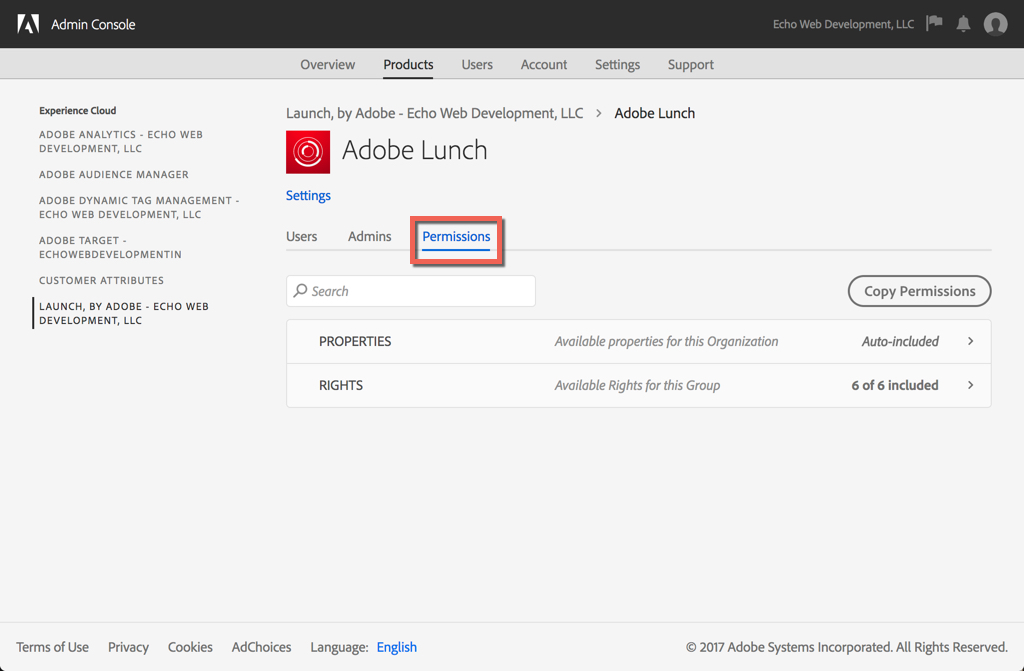 Admin Console
Echo Web Development, LLC
Overview Products Users Account Settings Support
Experience Cloud
ADOBE ANALYTICS - ECHO WEB
DEVELOPMENT, LLC
ADOBE AUDIENCE MANAGER
ADOBE DYNAMIC TAG MANAGEMENT -
ECHO WEB DEVELOPMENT, LLC
ADOBE TARGET -
ECHOWEBDEVELOPMENTIN
CUSTOMER ATTRIBUTES
LAUNCH, BY ADOBE - ECHO WEB
DEVELOPMENT, LLC
Launch, by Adobe - Echo Web Development, LLC > Adobe Lunch
Adobe Lunch
Settings
Users Admins Permissions
Search
Copy Permissions
PROPERTIES Available properties for this Organization Auto-included >
RIGHTS Available Rights for this Group 6 of 6 included >
Terms of Use Privacy Cookies AdChoices Language: English
© 2017 Adobe Systems Incorporated. All Rights Reserved.